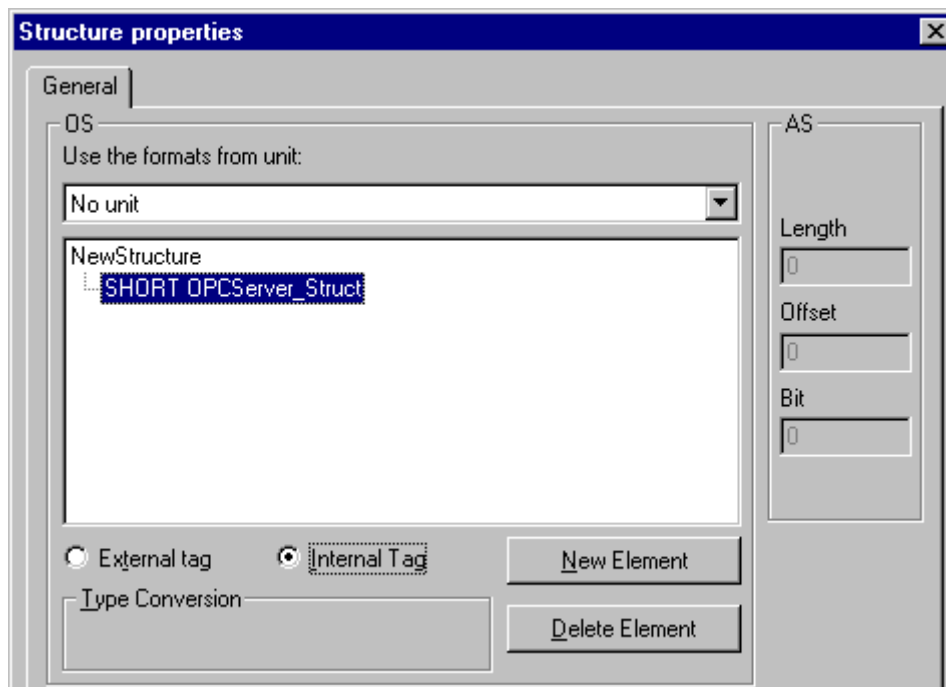 Structure properties
General
OS
Use the formats from unit:
No unit
NewStructure
SHORT OPCServer_Struct
External tag
Internal Tag
New Element
Type Conversion
Delete Element
AS
Length
0
Offset
0
Bit
0